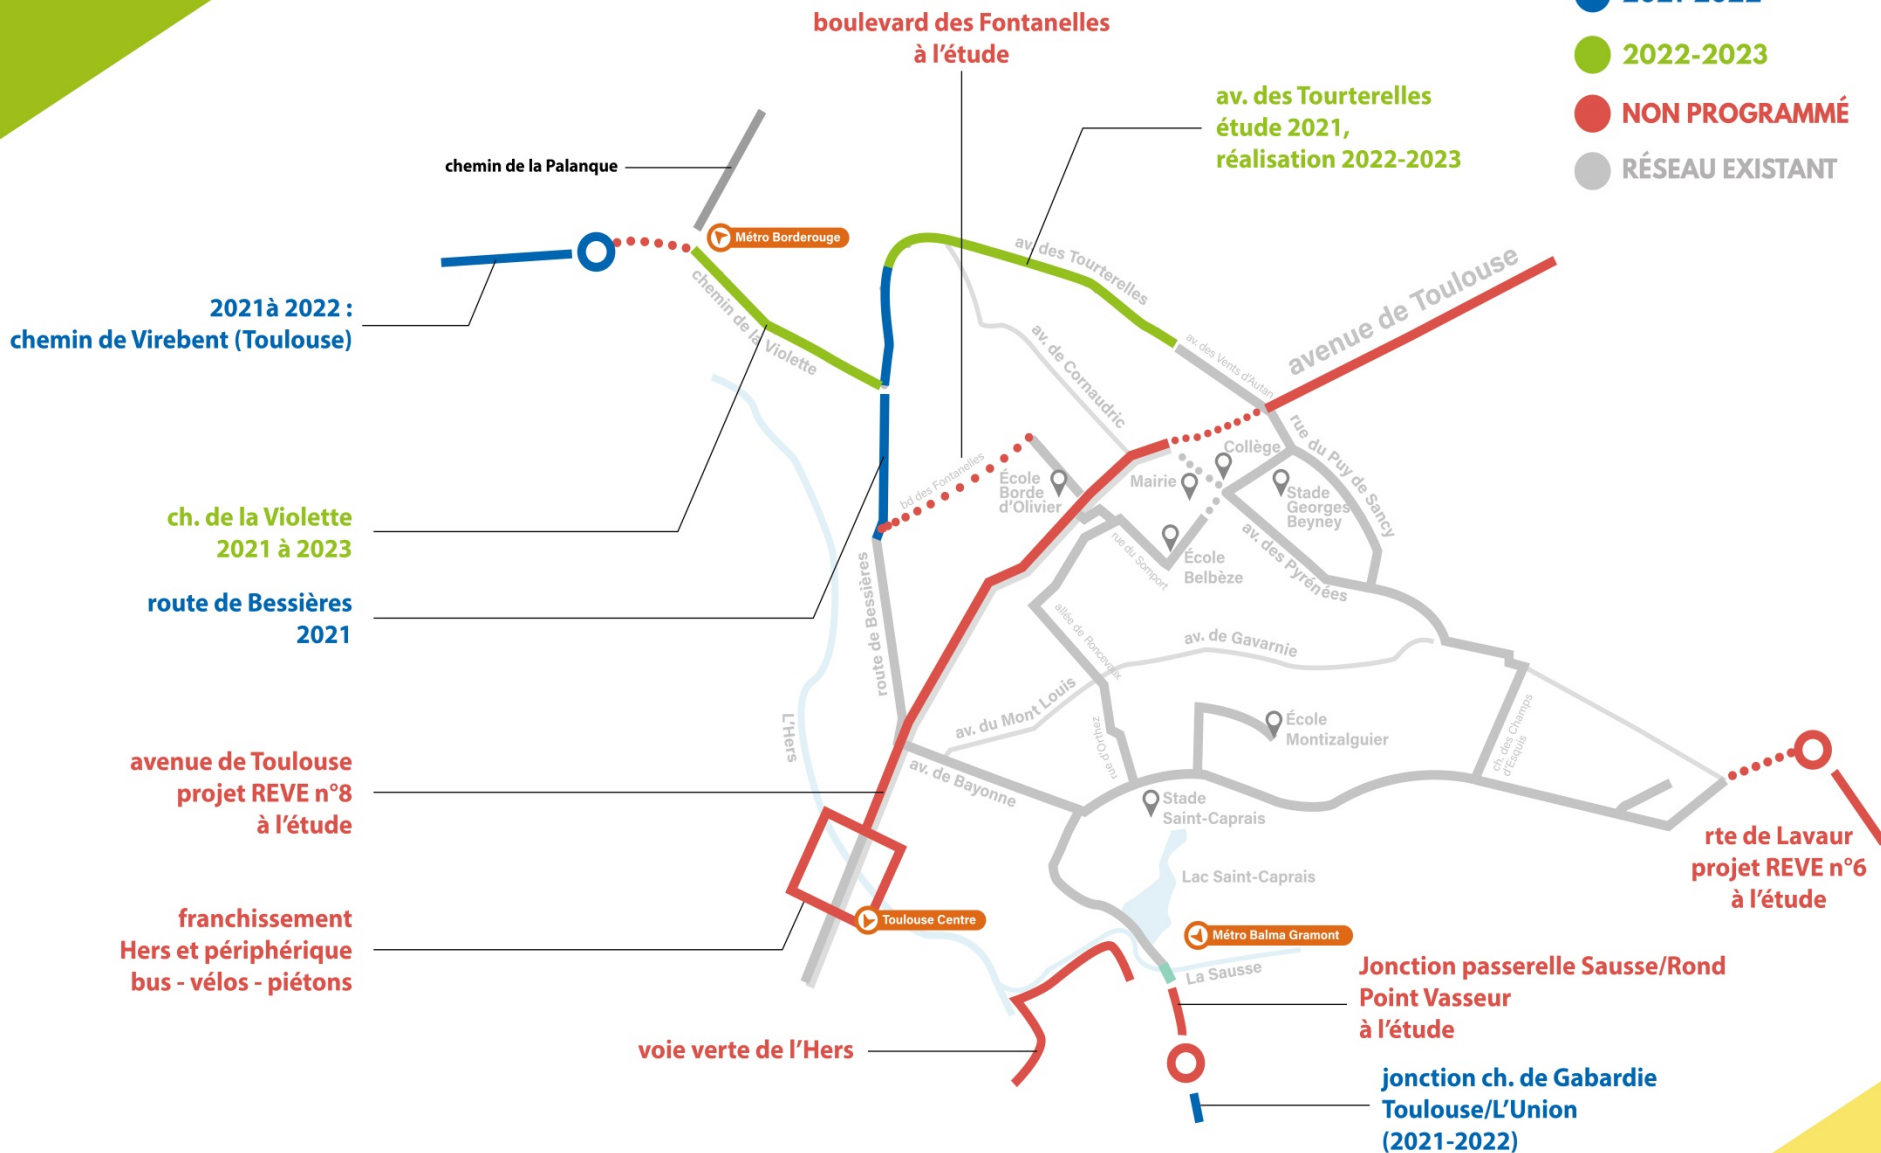 2021-2022
2022-2023
NON PROGRAMMÉ
RÉSEAU EXISTANT
boulevard des Fontanelles
à l'étude
av. des Tourterelles
étude 2021,
réalisation 2022-2023
chemin de la Palanque
Métro Borderouge
2021à 2022 :
chemin de Virebent (Toulouse)
chemin de la Violette
av. des Tourterelles
avenue de Toulouse
av. des Vents d'Autan
av. de Cornaudric
rue du Puy de Sancy
bd des Fontanelles
Collège
École
Borde
d'Olivier
Mairie
Stade
Georges
Beyney
ch. de la Violette
2021 à 2023
rue du Somport
École
Belbèze
av. des Pyrénées
route de Bessières
2021
route de Bessières
allée de Roncevaux
av. de Gavarnie
av. du Mont Louis
rue d'Orthez
École
Montizalguier
ch. des Champs
d'Esquis
L'Hers
avenue de Toulouse
projet REVE n°8
à l'étude
av. de Bayonne
Stade
Saint-Caprais
rte de Lavaur
projet REVE n°6
à l'étude
Lac Saint-Caprais
franchissement
Hers et périphérique
bus - vélos - piétons
Toulouse Centre
Métro Balma Gramont
La Sausse
Jonction passerelle Sausse/Rond
Point Vasseur
à l'étude
voie verte de l'Hers
jonction ch. de Gabardie
Toulouse/L'Union
(2021-2022)